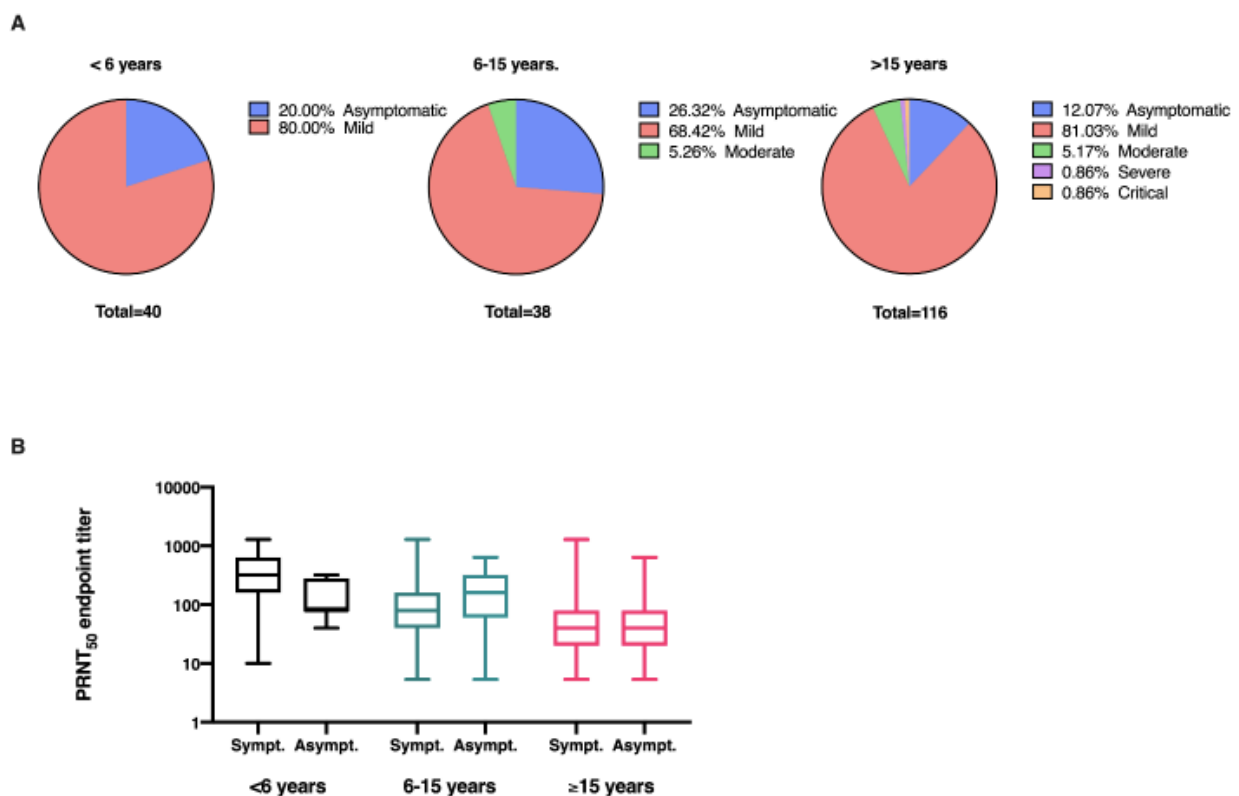 A
< 6 years
20.00% Asymptomatic
80.00% Mild
Total=40
6-15 years.
26.32% Asymptomatic
68.42% Mild
5.26% Moderate
Total=38
>15 years
12.07% Asymptomatic
81.03% Mild
5.17% Moderate
0.86% Severe
0.86% Critical
Total=116
B
PRNT50 endpoint titer
10000
1000
100
10
1
Sympt. Asympt. Sympt. Asympt. Sympt. Asympt.
<6 years 6-15 years ≥15 years